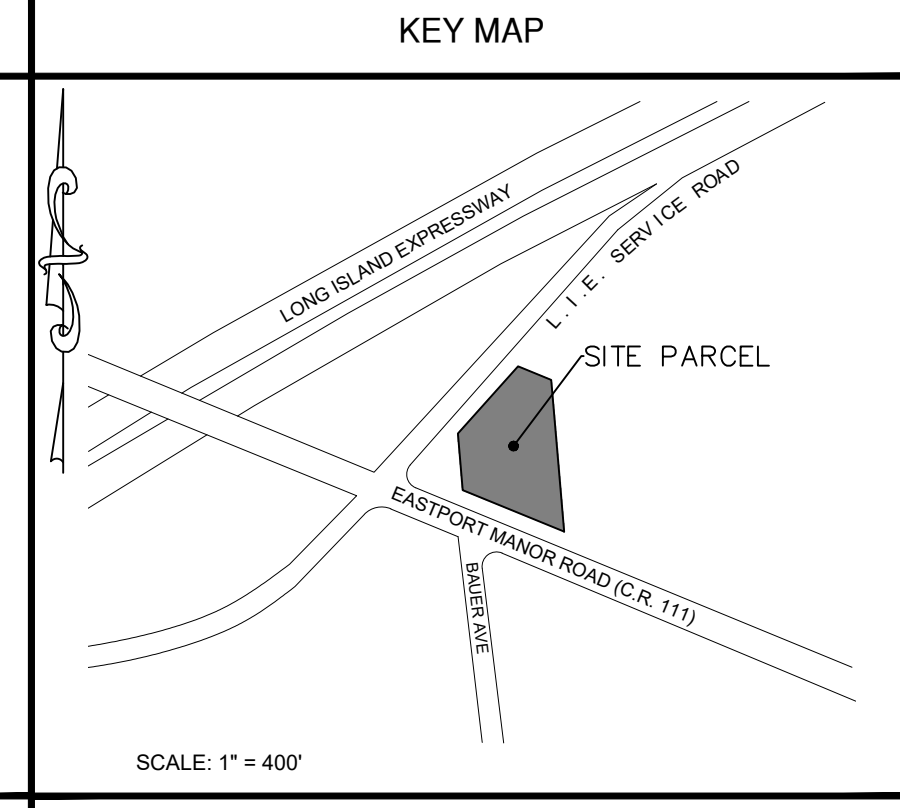 KEY MAP
LONG ISLAND EXPRESSWAY
L.I.E. SERVICE ROAD
SITE PARCEL
EASTPORT MANOR ROAD (C.R. 111)
BAUER AVE
SCALE: 1" = 400'